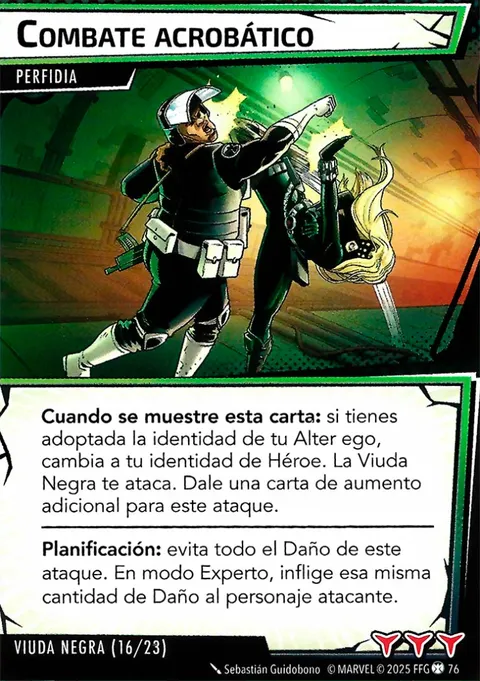 COMBATE ACROBÁTICO
PERFIDIA
Cuando se muestre esta carta: si tienes
adoptada la identidad de tu Alter ego,
cambia a tu identidad de Héroe. La Viuda
Negra te ataca. Dale una carta de aumento
adicional para este ataque.
Planificación: evita todo el Daño de este
ataque. En modo Experto, inflige esa misma
cantidad de Daño al personaje atacante.
VIUDA NEGRA (16/23)
Sebastián Guidobono © MARVEL © 2025 FFG 76